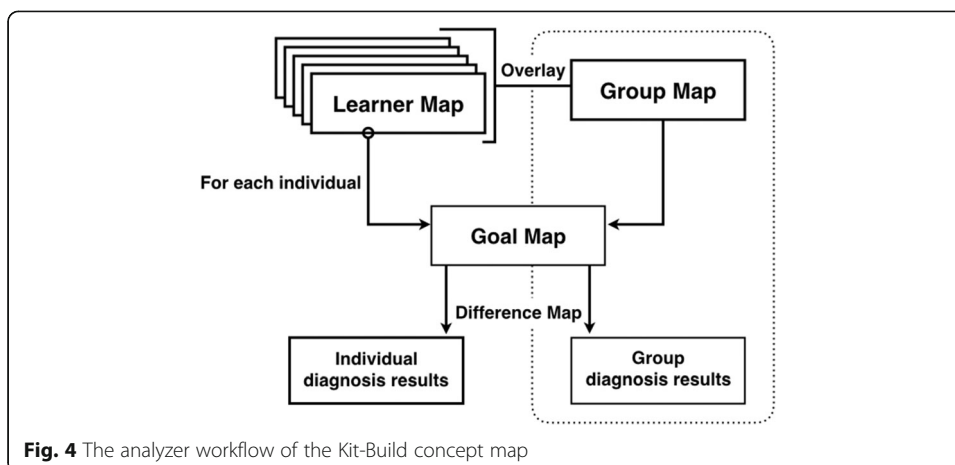 Learner Map
Overlay
Group Map
For each individual
Goal Map
Difference Map
Individual
diagnosis results
Group
diagnosis results
Fig. 4 The analyzer workflow of the Kit-Build concept map